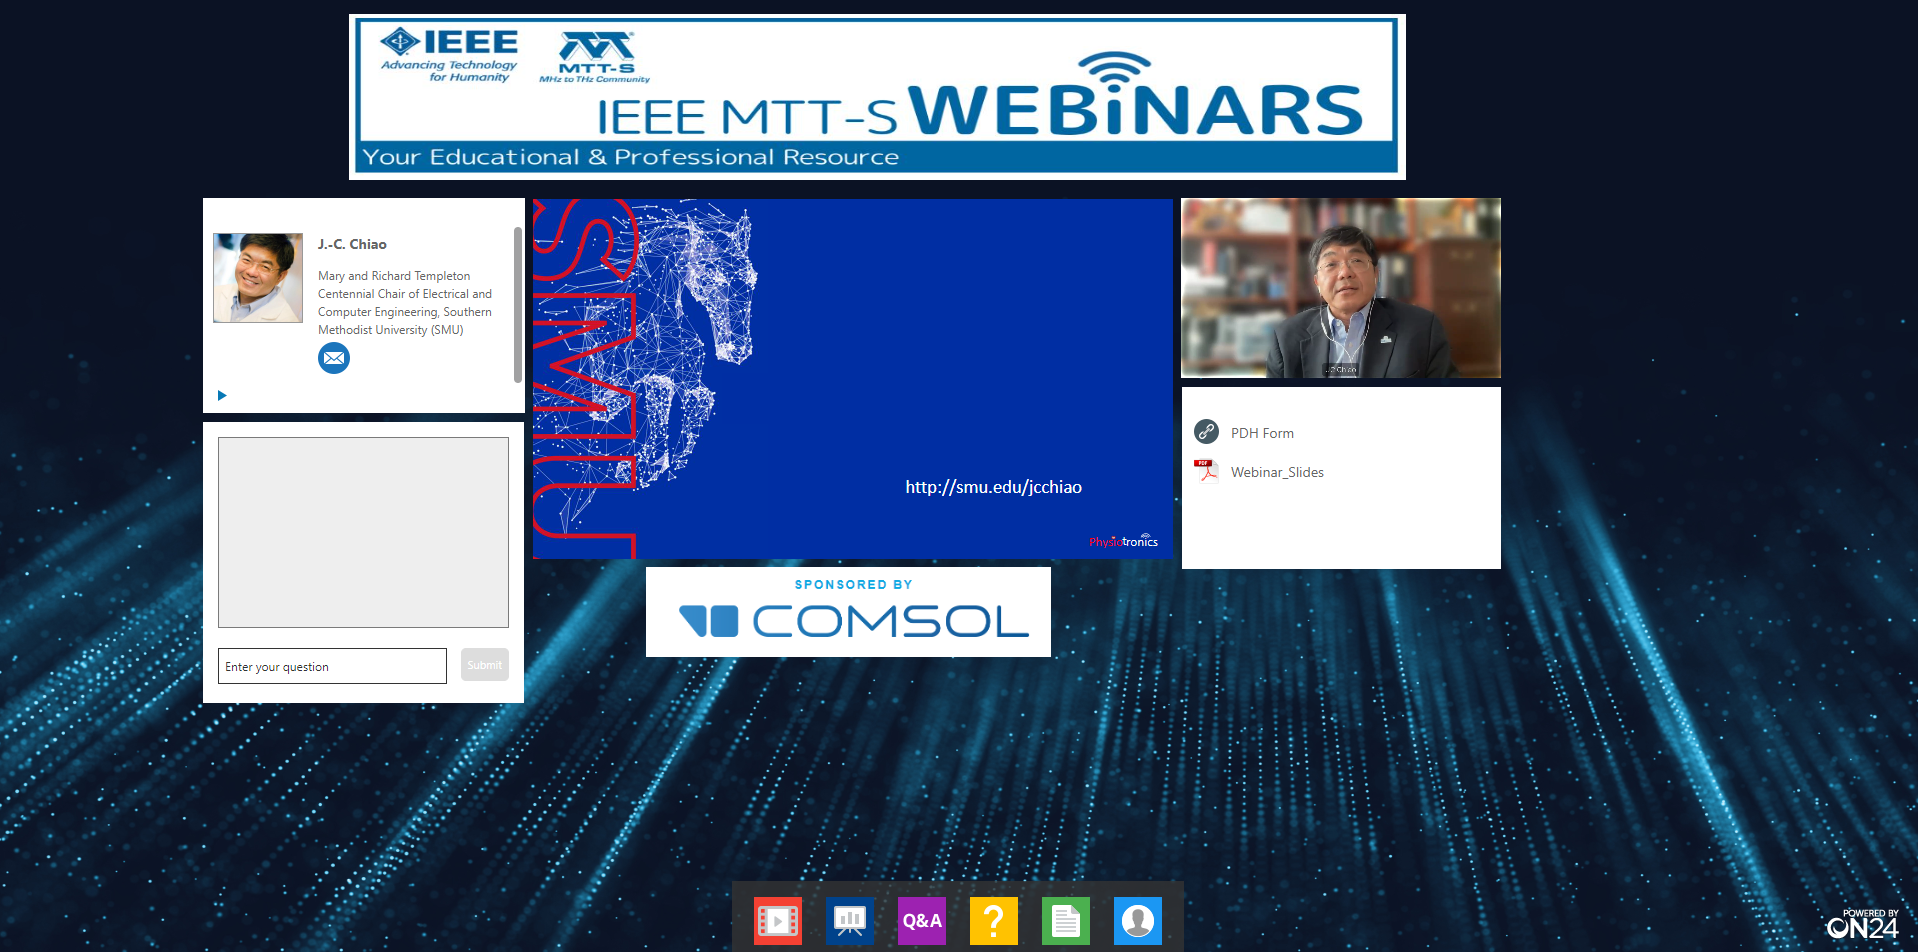 IEEE
Advancing Technology
for Humanity
MTT-S
MHz to THz Community
IEEE MTT-S WEBiNARS
Your Educational & Professional Resource
J.-C. Chiao
Mary and Richard Templeton
Centennial Chair of Electrical and
Computer Engineering, Southern
Methodist University (SMU)
Enter your question
Submit
SMU
http://smu.edu/jcchiao
Physiotronics
SPONSORED BY
COMSOL
JC Chiao
PDH Form
PDF
Webinar_Slides
Q&A
?
POWERED BY
ON24